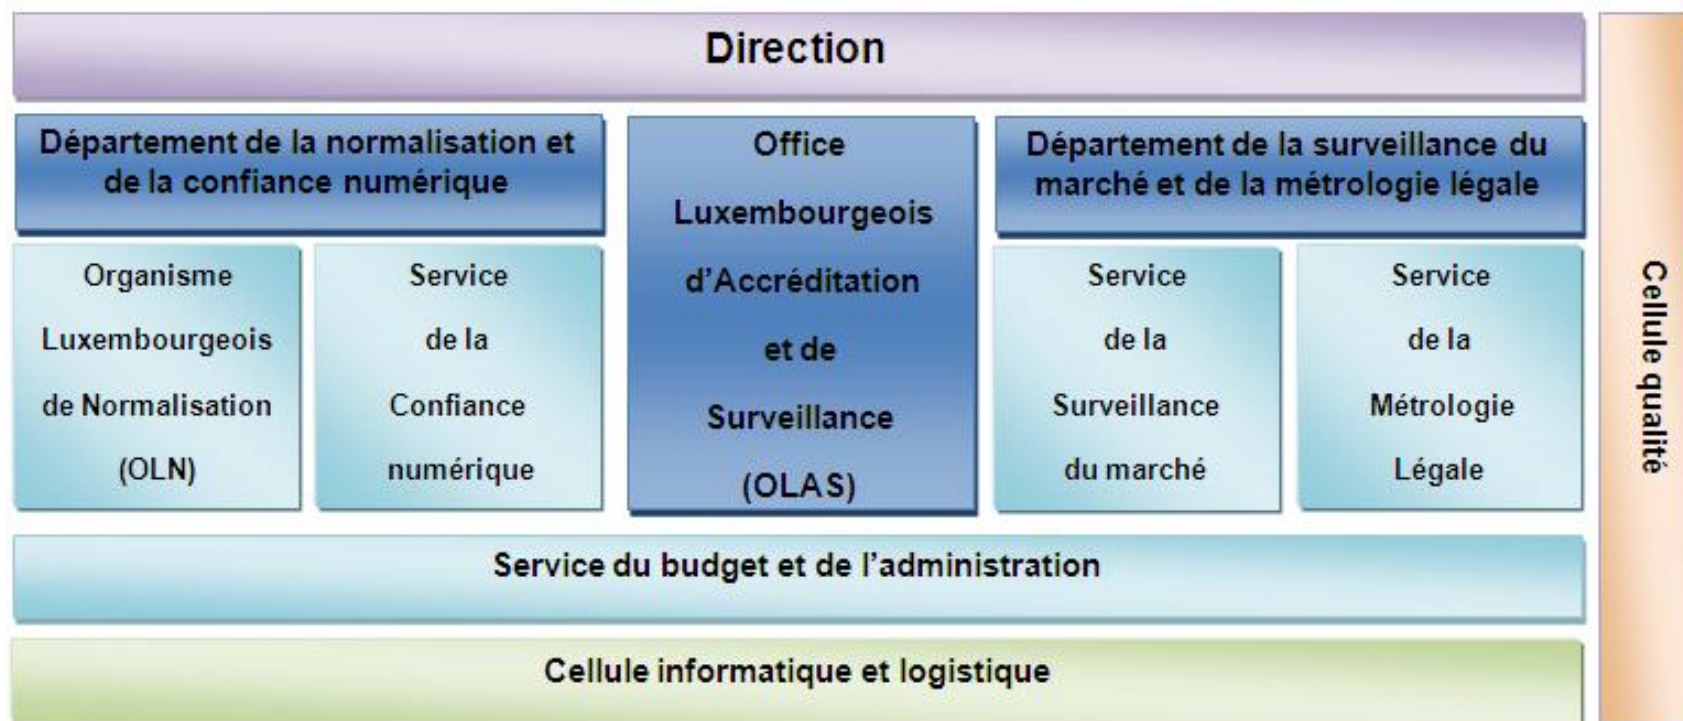 Direction
Département de la normalisation et
de la confiance numérique
Organisme
Luxembourgeois
de Normalisation
(OLN)
Service
de la
Confiance
numérique
Office
Luxembourgeois
d’Accréditation
et de
Surveillance
(OLAS)
Département de la surveillance du
marché et de la métrologie légale
Service
de la
Surveillance
du marché
Service
de la
Métrologie
Légale
Service du budget et de l’administration
Cellule informatique et logistique
Cellule qualité